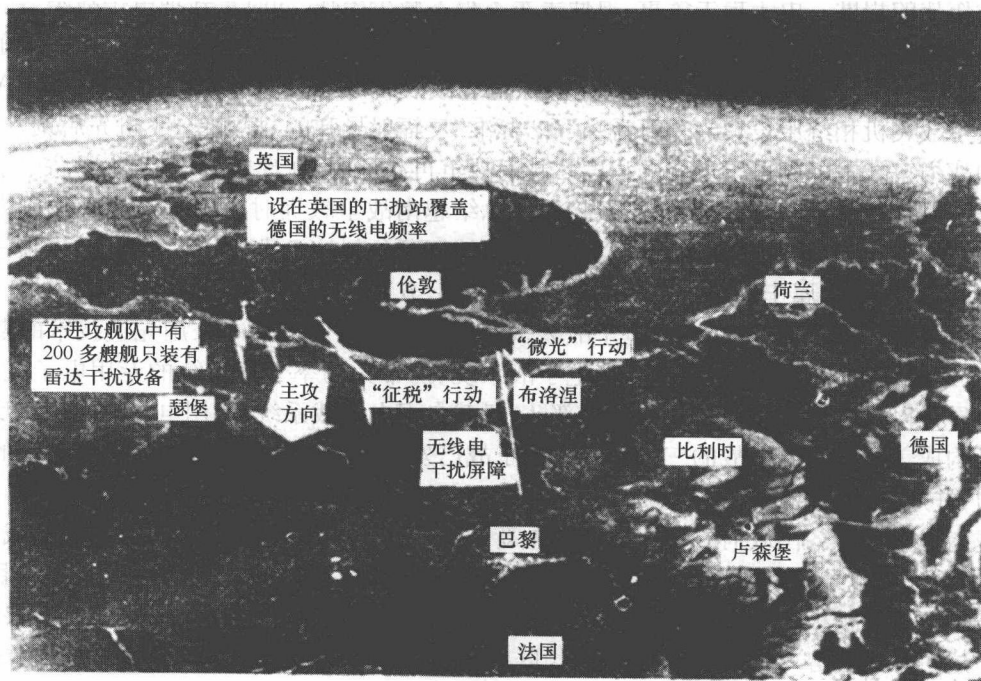 英国
设在英国的干扰站覆盖
德国的无线电频率
伦敦
荷兰
在进攻舰队中有
200多艘舰只装有
雷达干扰设备
“微光”行动
主攻
方向
“征税”行动
布洛涅
瑟堡
无线电
干扰屏障
比利时
德国
巴黎
卢森堡
法国